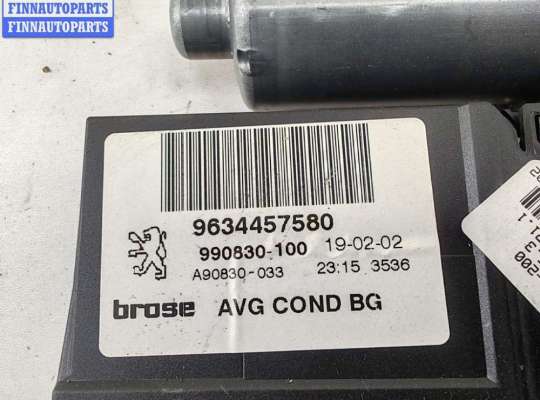 FINNAUTOPARTS
FINNAUTOPARTS
9634457580
990830-100 19-02-02
A90830-033 23:15 3536
brose AVG COND BG